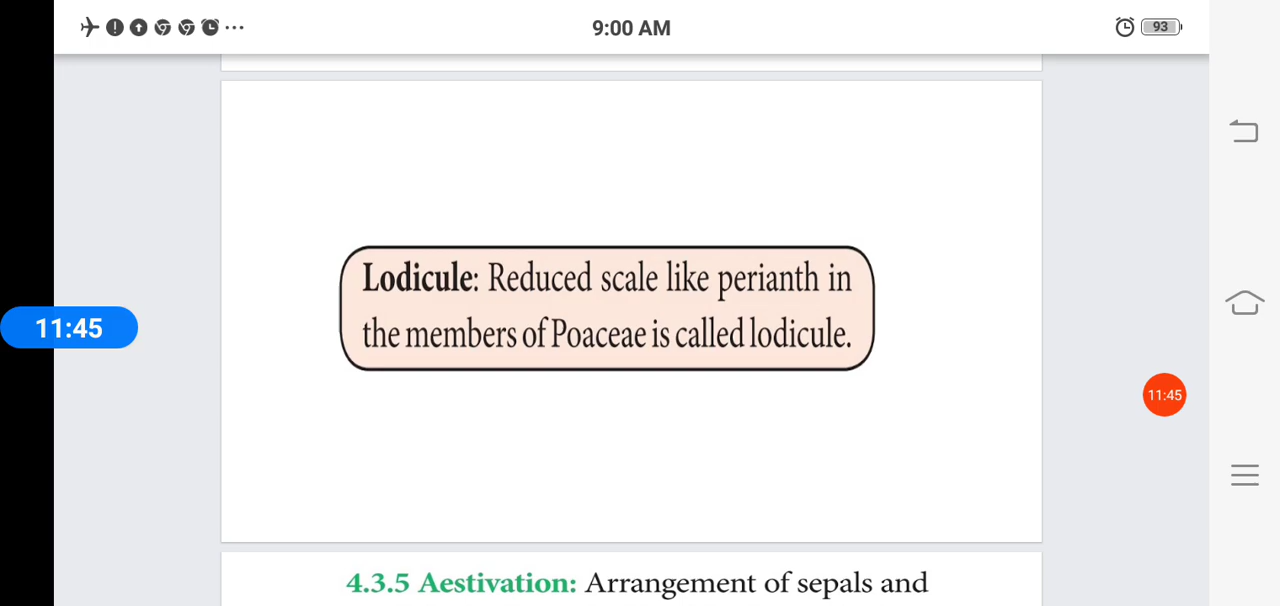 9:00 AM
93
Lodicule: Reduced scale like perianth in
the members of Poaceae is called lodicule.
11:45
11:45
4.3.5 Aestivation: Arrangement of sepals and